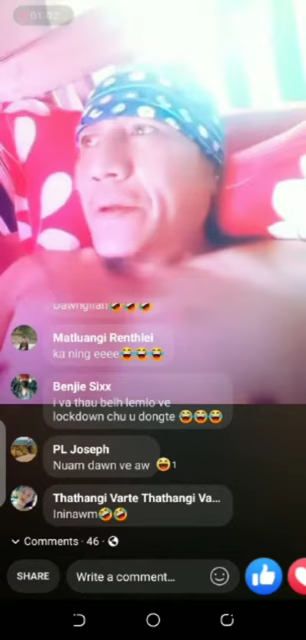 01:02
Dawngliah🤣🤣🤣
Matluangi Renthlei
ka ning eeee😂😂😂
Benjie Sixx
i va thau beih lemlo ve
lockdown chu u dongte 😂😂😂
PL Joseph
Nuam dawn ve aw 😆1
Thathangi Varte Thathangi Va...
Ininawm🤣🤣
Comments · 46 ·
SHARE
Write a comment...